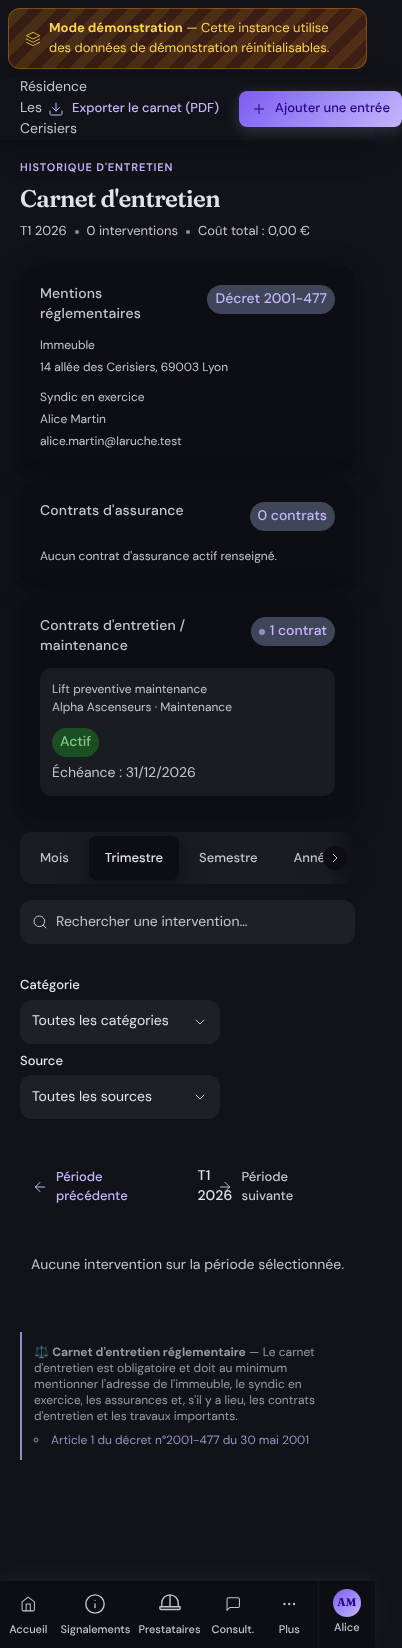 Mode démonstration — Cette instance utilise
des données de démonstration réinitialisables.
Résidence
Les
Cerisiers
Exporter le carnet (PDF)
Ajouter une entrée
HISTORIQUE D'ENTRETIEN
Carnet d'entretien
T1 2026 • 0 interventions • Coût total : 0,00 €
Mentions
réglementaires
Décret 2001-477
Immeuble
14 allée des Cerisiers, 69003 Lyon
Syndic en exercice
Alice Martin
alice.martin@laruche.test
Contrats d'assurance
0 contrats
Aucun contrat d'assurance actif renseigné.
Contrats d'entretien /
maintenance
1 contrat
Lift preventive maintenance
Alpha Ascenseurs · Maintenance
Actif
Échéance : 31/12/2026
Mois
Trimestre
Semestre
Anné
Rechercher une intervention…
Catégorie
Toutes les catégories
Source
Toutes les sources
Période
précédente
T1
2026
Période
suivante
Aucune intervention sur la période sélectionnée.
⚖️ Carnet d'entretien réglementaire — Le carnet
d'entretien est obligatoire et doit au minimum
mentionner l'adresse de l'immeuble, le syndic en
exercice, les assurances et, s'il y a lieu, les contrats
d'entretien et les travaux importants.
Article 1 du décret n°2001-477 du 30 mai 2001
Accueil
Signalements
Prestataires
Consult.
Plus
AM
Alice